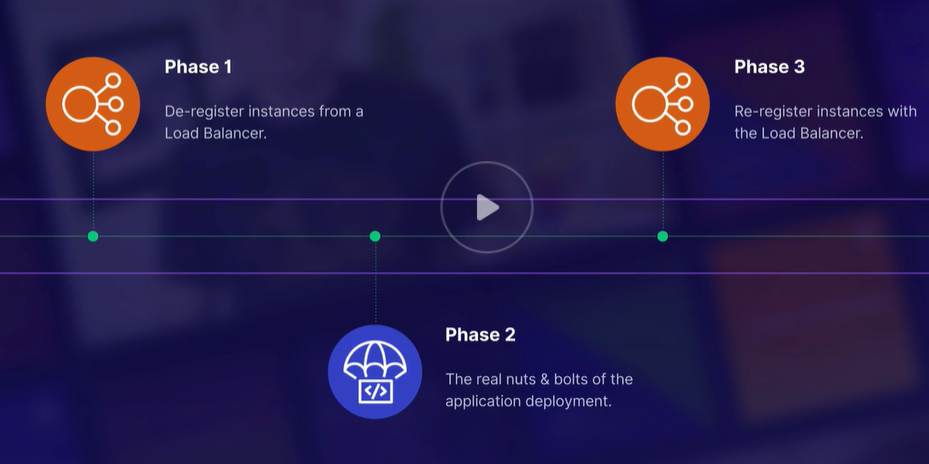 Phase 1
De-register instances from a
Load Balancer.
Phase 2
The real nuts & bolts of the
application deployment.
Phase 3
Re-register instances with
the Load Balancer.